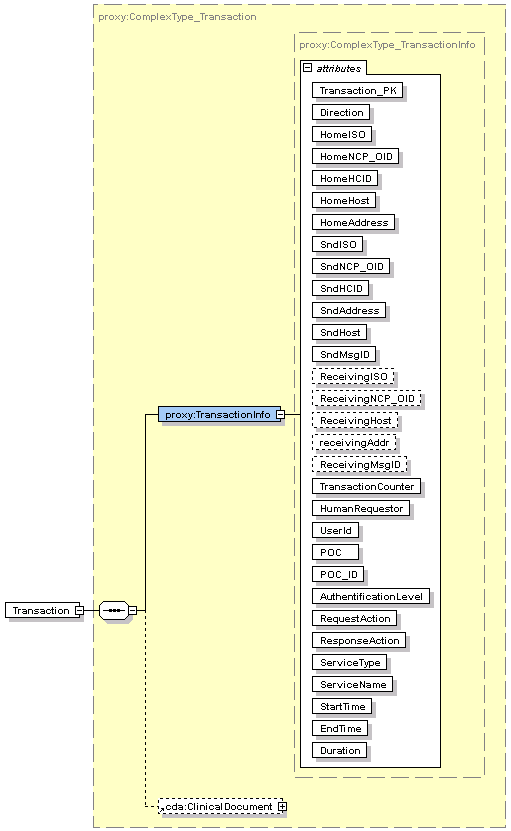 proxy:ComplexType_Transaction
proxy:ComplexType_TransactionInfo
attributes
Transaction_PK
Direction
HomeISO
HomeNCP_OID
HomeHCID
HomeHost
HomeAddress
SndISO
SndNCP_OID
SndHCID
SndAddress
SndHost
SndMsgID
ReceivingISO
ReceivingNCP_OID
ReceivingHost
receivingAddr
ReceivingMsgID
TransactionCounter
HumanRequestor
UserId
POC
POC_ID
AuthentificationLevel
RequestAction
ResponseAction
ServiceType
ServiceName
StartTime
EndTime
Duration
proxy:TransactionInfo
Transaction
cda:ClinicalDocument